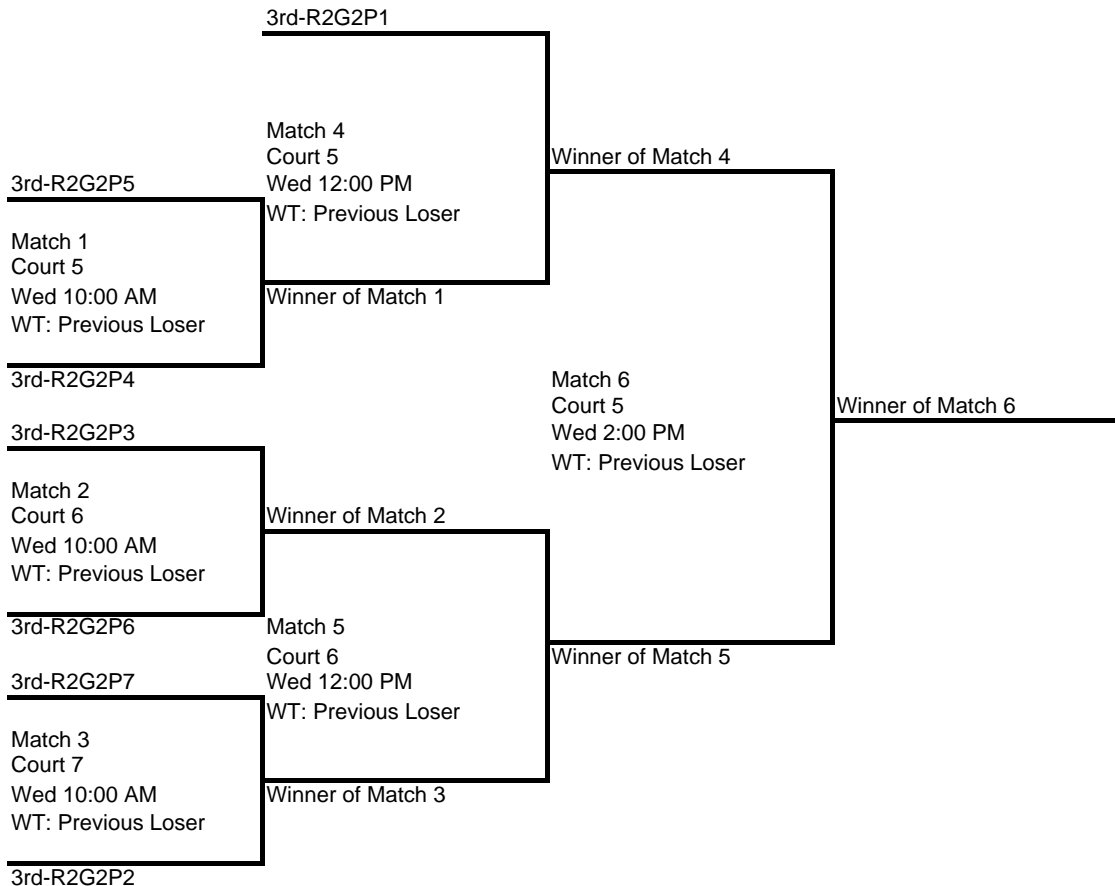 3rd-R2G2P1
Match 4
Court 5
Wed 12:00 PM
WT: Previous Loser
Winner of Match 4
3rd-R2G2P5
Match 1
Court 5
Wed 10:00 AM
WT: Previous Loser
Winner of Match 1
3rd-R2G2P4
Match 6
Court 5
Wed 2:00 PM
WT: Previous Loser
Winner of Match 6
3rd-R2G2P3
Match 2
Court 6
Wed 10:00 AM
WT: Previous Loser
Winner of Match 2
3rd-R2G2P6
Match 5
Court 6
Wed 12:00 PM
WT: Previous Loser
Winner of Match 5
3rd-R2G2P7
Match 3
Court 7
Wed 10:00 AM
WT: Previous Loser
Winner of Match 3
3rd-R2G2P2